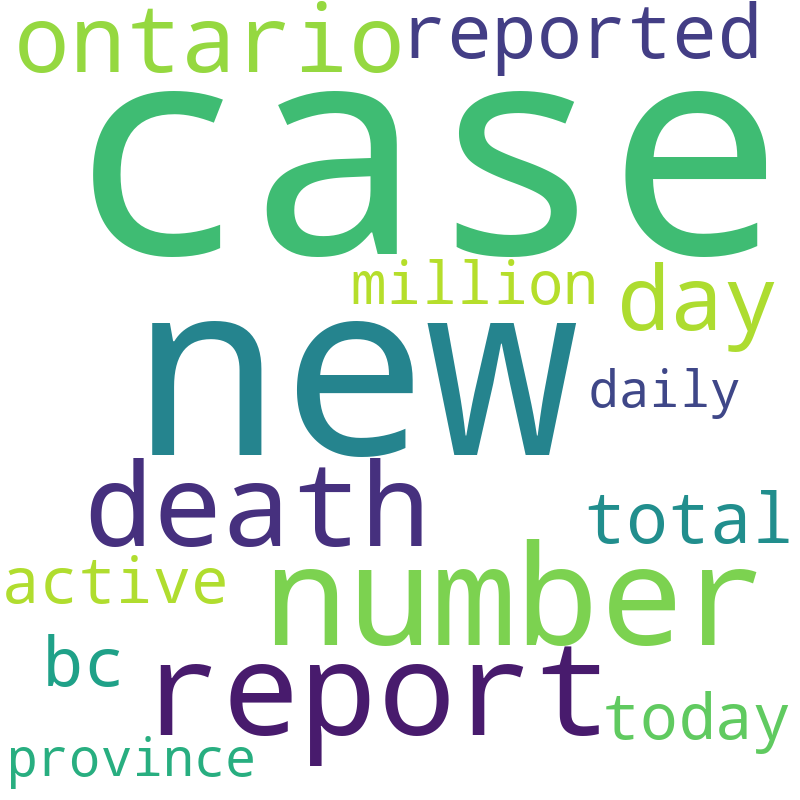 ontario reported
case
million day
new
daily
death
total
active number
bc
report
today
province